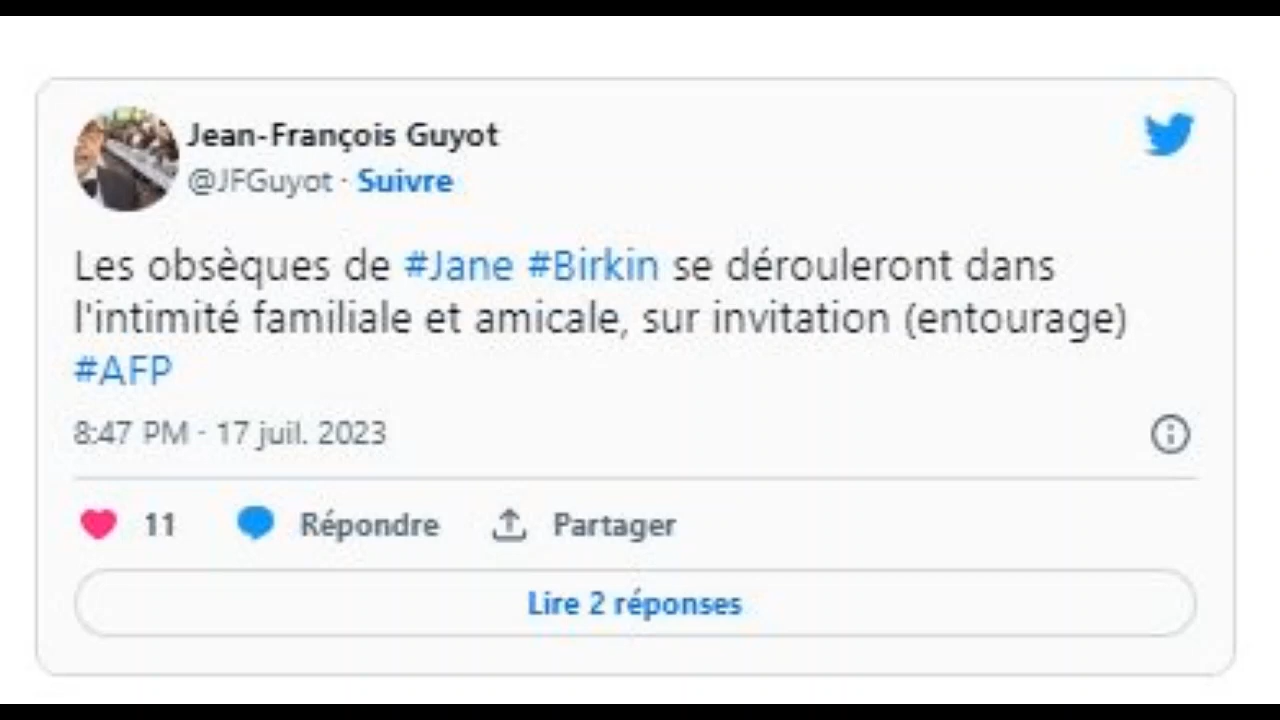 Jean-François Guyot
@JFGuyot · Suivre
Les obsèques de #Jane #Birkin se dérouleront dans
l'intimité familiale et amicale, sur invitation (entourage)
#AFP
8:47 PM · 17 juil. 2023
11 Répondre Partager
Lire 2 réponses